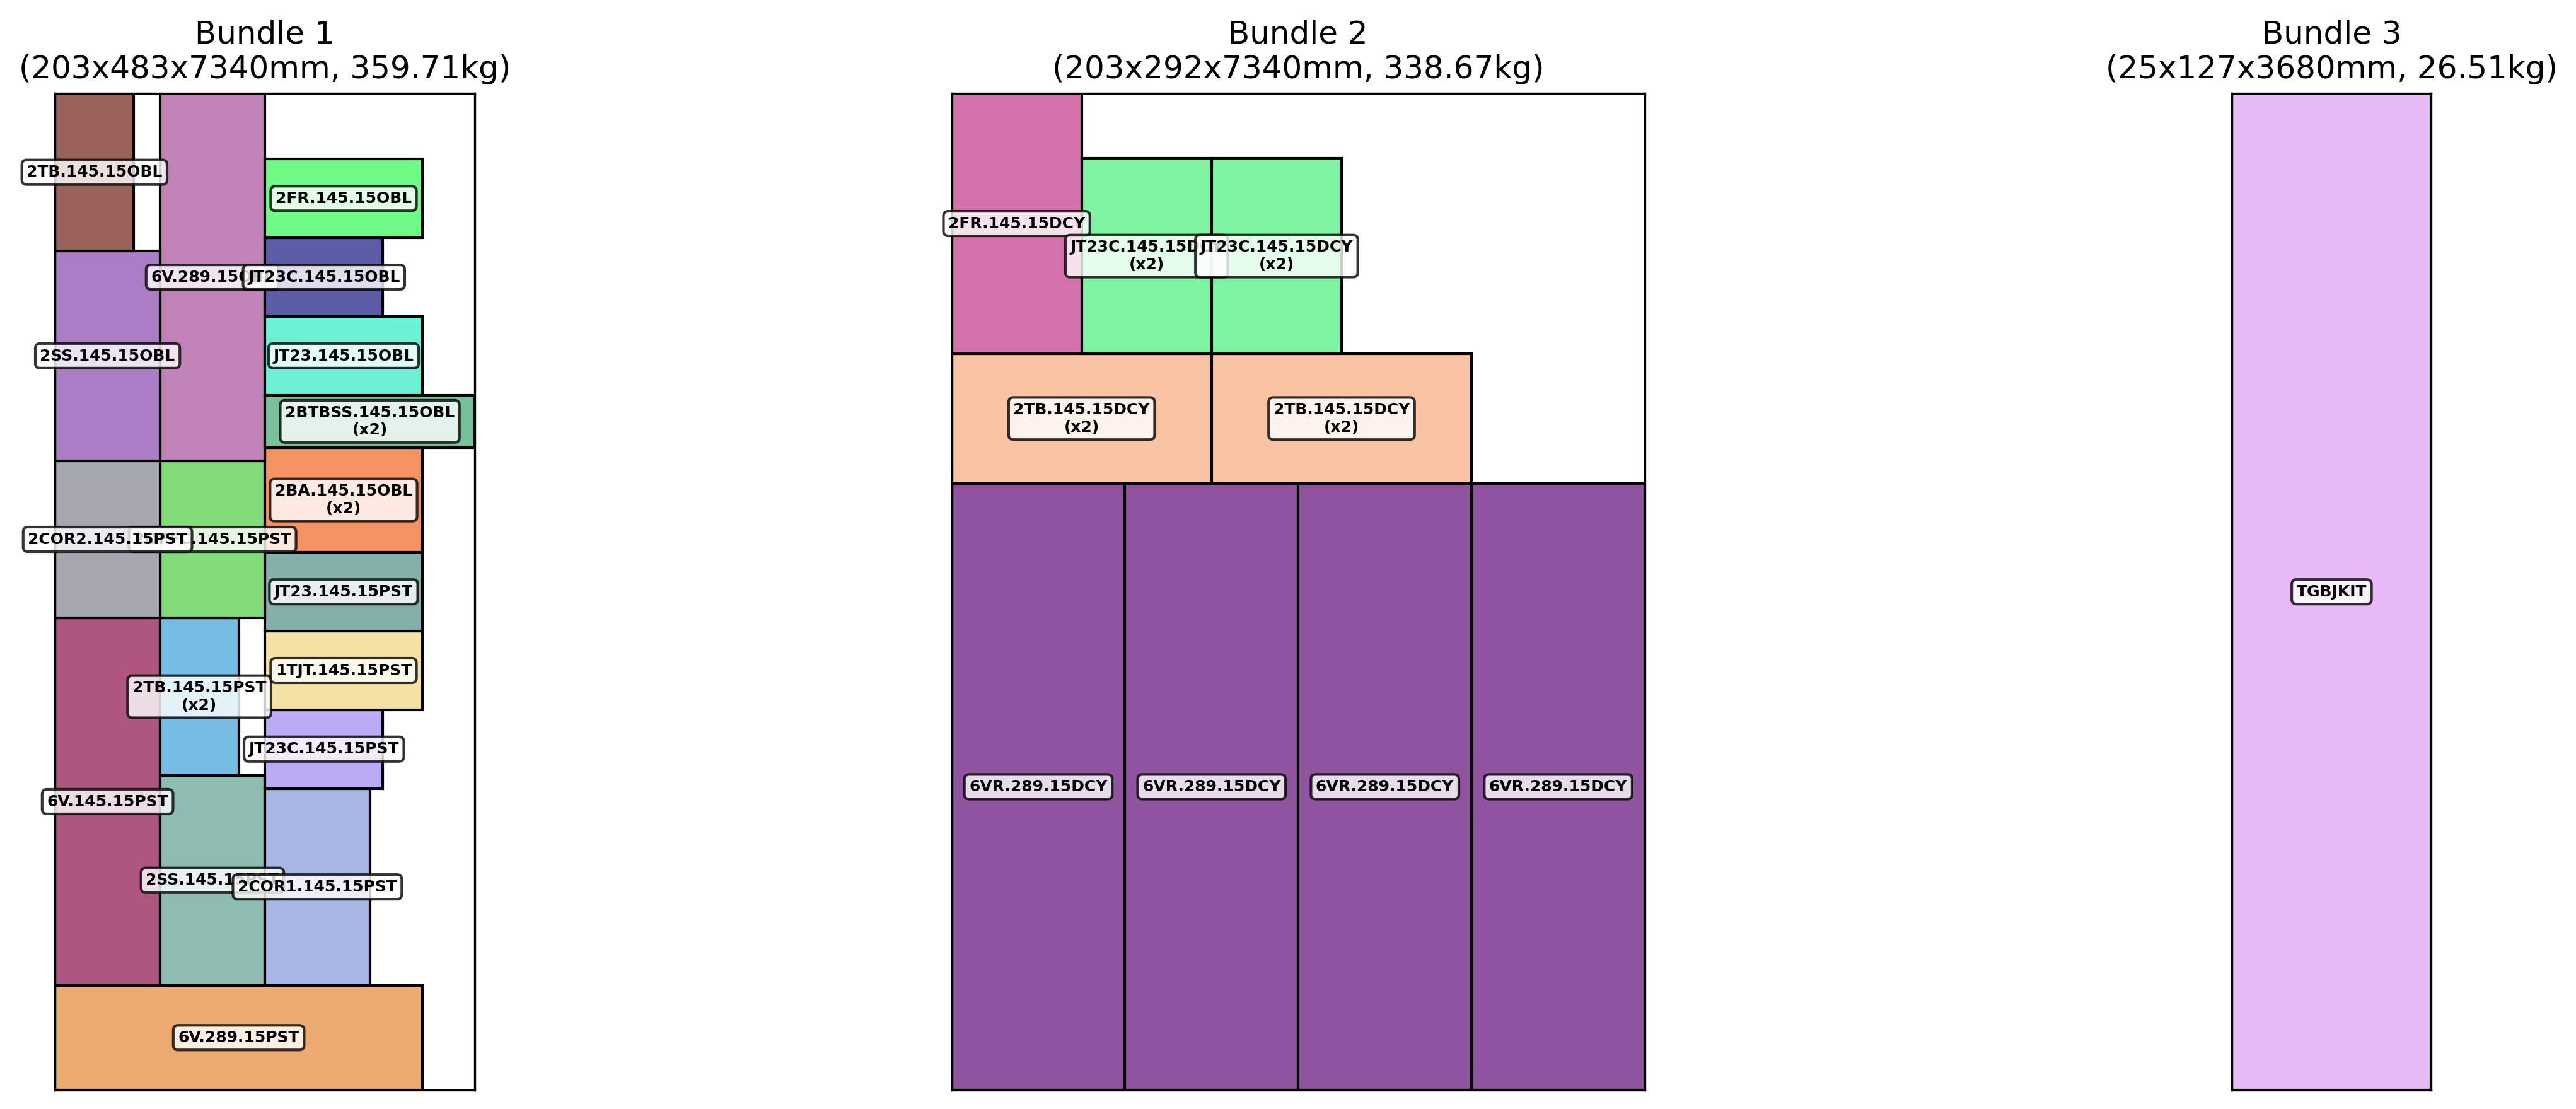 Bundle 1
(203x483x7340mm, 359.71kg)
2TB.145.15OBL
2FR.145.15OBL
6V.289.15
JT23C.145.15OBL
2SS.145.15OBL
JT23.145.15OBL
2BTBSS.145.15OBL
(x2)
2BA.145.15OBL
(x2)
2COR2.145.15PST
.145.15PST
JT23.145.15PST
1TJT.145.15PST
2TB.145.15PST
(x2)
JT23C.145.15PST
6V.145.15PST
2SS.145.1
2COR1.145.15PST
6V.289.15PST
Bundle 2
(203x292x7340mm, 338.67kg)
2FR.145.15DCY
JT23C.145.15D
(x2)
JT23C.145.15DCY
(x2)
2TB.145.15DCY
(x2)
2TB.145.15DCY
(x2)
6VR.289.15DCY
6VR.289.15DCY
6VR.289.15DCY
6VR.289.15DCY
Bundle 3
(25x127x3680mm, 26.51kg)
TGBJKIT